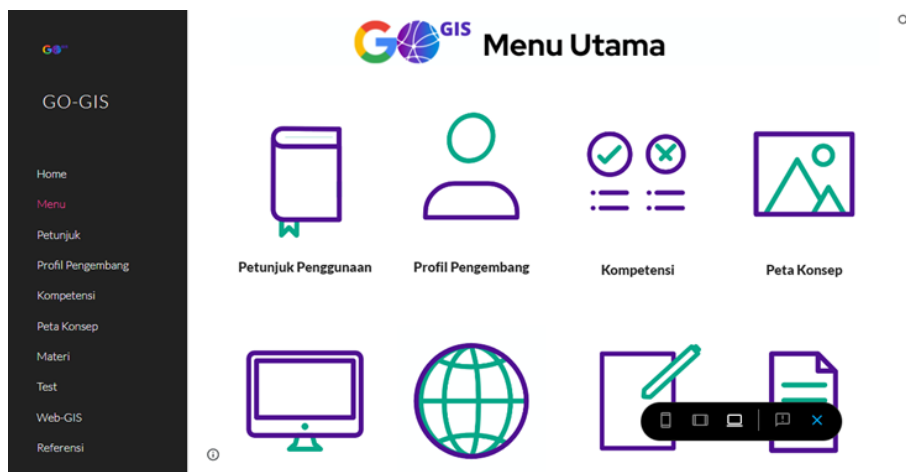 GO-GIS
Home
Menu
Petunjuk
Profil Pengembang
Kompetensi
Peta Konsep
Materi
Test
Web-GIS
Referensi
GO GIS Menu Utama
Petunjuk Penggunaan
Profil Pengembang
Kompetensi
Peta Konsep